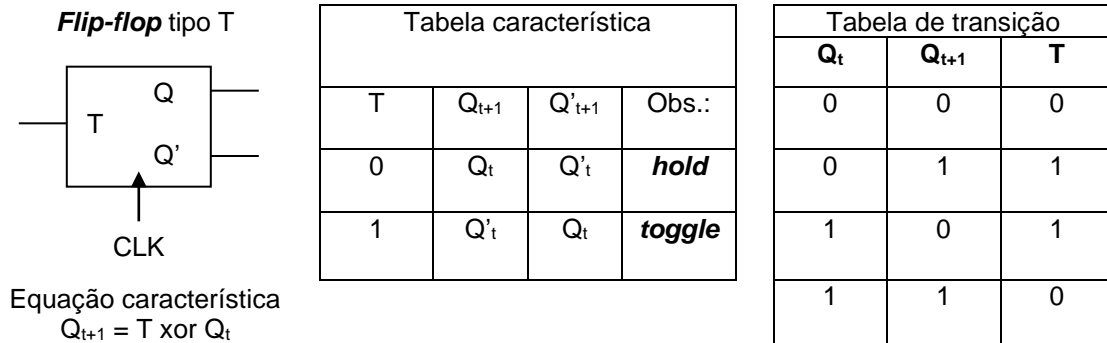 Flip-flop tipo T
T
Q
Q'
CLK
Equação característica
Qt+1 = T xor Qt
Tabela característica
T Qt+1 Q't+1 Obs.:
0 Qt Q't hold
1 Q't Qt toggle
Tabela de transição
Qt Qt+1 T
0 0 0
0 1 1
1 0 1
1 1 0